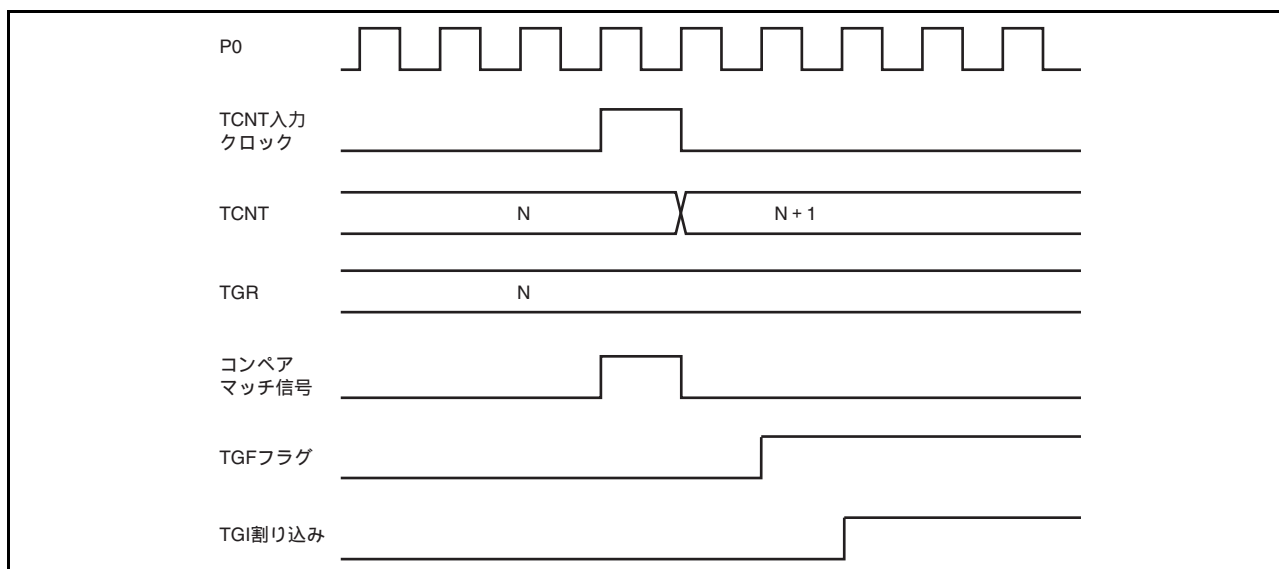 P0
TCNT入力
クロック
TCNT
N
N + 1
TGR
N
コンペア
マッチ信号
TGFフラグ
TGI割り込み